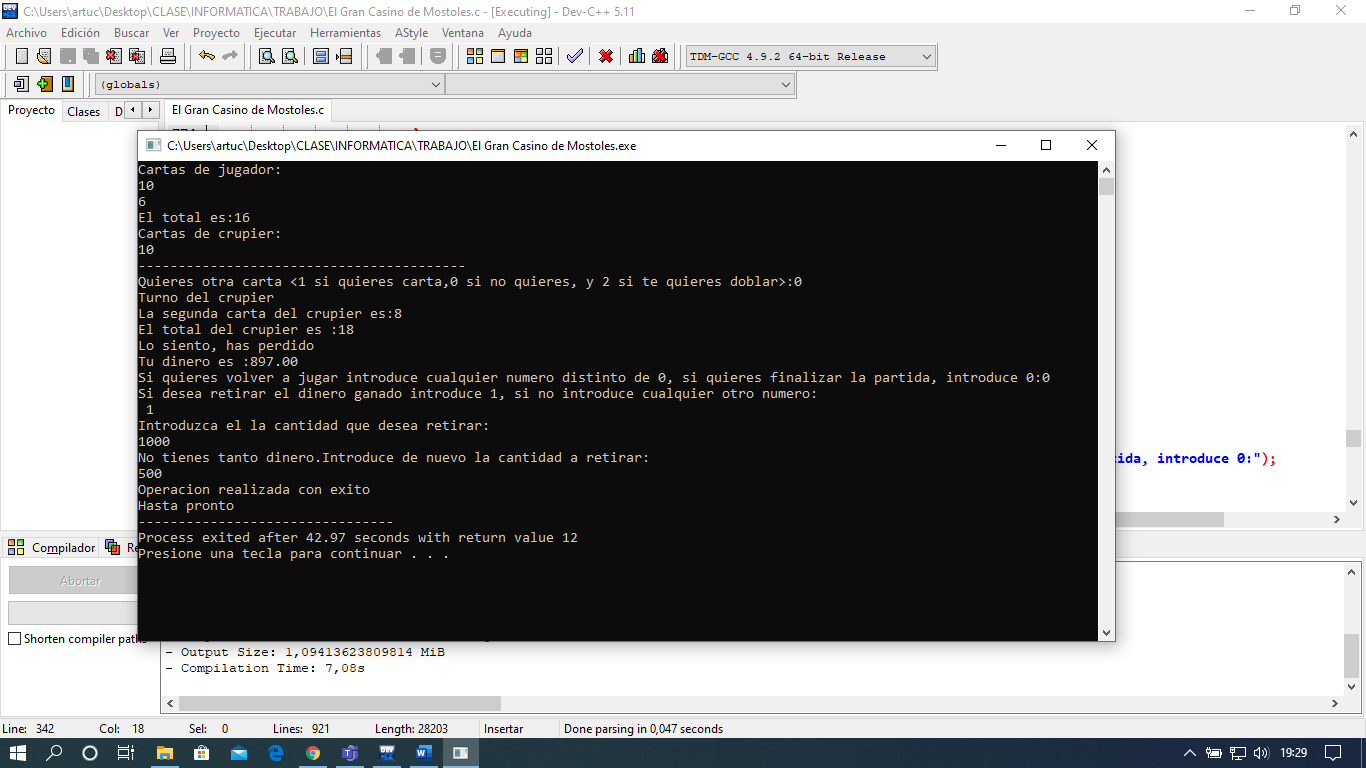 C:\Users\artuc\Desktop\CLASE\INFORMATICA\TRABAJO\El Gran Casino de Mostoles.c - [Executing] - Dev-C++ 5.11
Archivo Edición Buscar Ver Proyecto Ejecutar Herramientas AStyle Ventana Ayuda
TDM-GCC 4.9.2 64-bit Release
(globals)
Proyecto Clases D El Gran Casino de Mostoles.c
C:\Users\artuc\Desktop\CLASE\INFORMATICA\TRABAJO\El Gran Casino de Mostoles.exe
Cartas de jugador:
10
6
El total es:16
Cartas de crupier:
10
-----------------------------------------
Quieres otra carta <1 si quieres carta,0 si no quieres, y 2 si te quieres doblar>:0
Turno del crupier
La segunda carta del crupier es:8
El total del crupier es :18
Lo siento, has perdido
Tu dinero es :897.00
Si quieres volver a jugar introduce cualquier numero distinto de 0, si quieres finalizar la partida, introduce 0:0
Si desea retirar el dinero ganado introduce 1, si no introduce cualquier otro numero:
1
Introduzca el la cantidad que desea retirar:
1000
No tienes tanto dinero.Introduce de nuevo la cantidad a retirar:
500
Operacion realizada con exito
Hasta pronto
--------------------------------
Process exited after 42.97 seconds with return value 12
Presione una tecla para continuar . . .
ida, introduce 0:");
Compilador Re
Abortar
Shorten compiler paths
- Output Size: 1,09413623809814 MiB
- Compilation Time: 7,08s
Line: 342 Col: 18 Sel: 0 Lines: 921 Length: 28203 Insertar Done parsing in 0,047 seconds
19:29